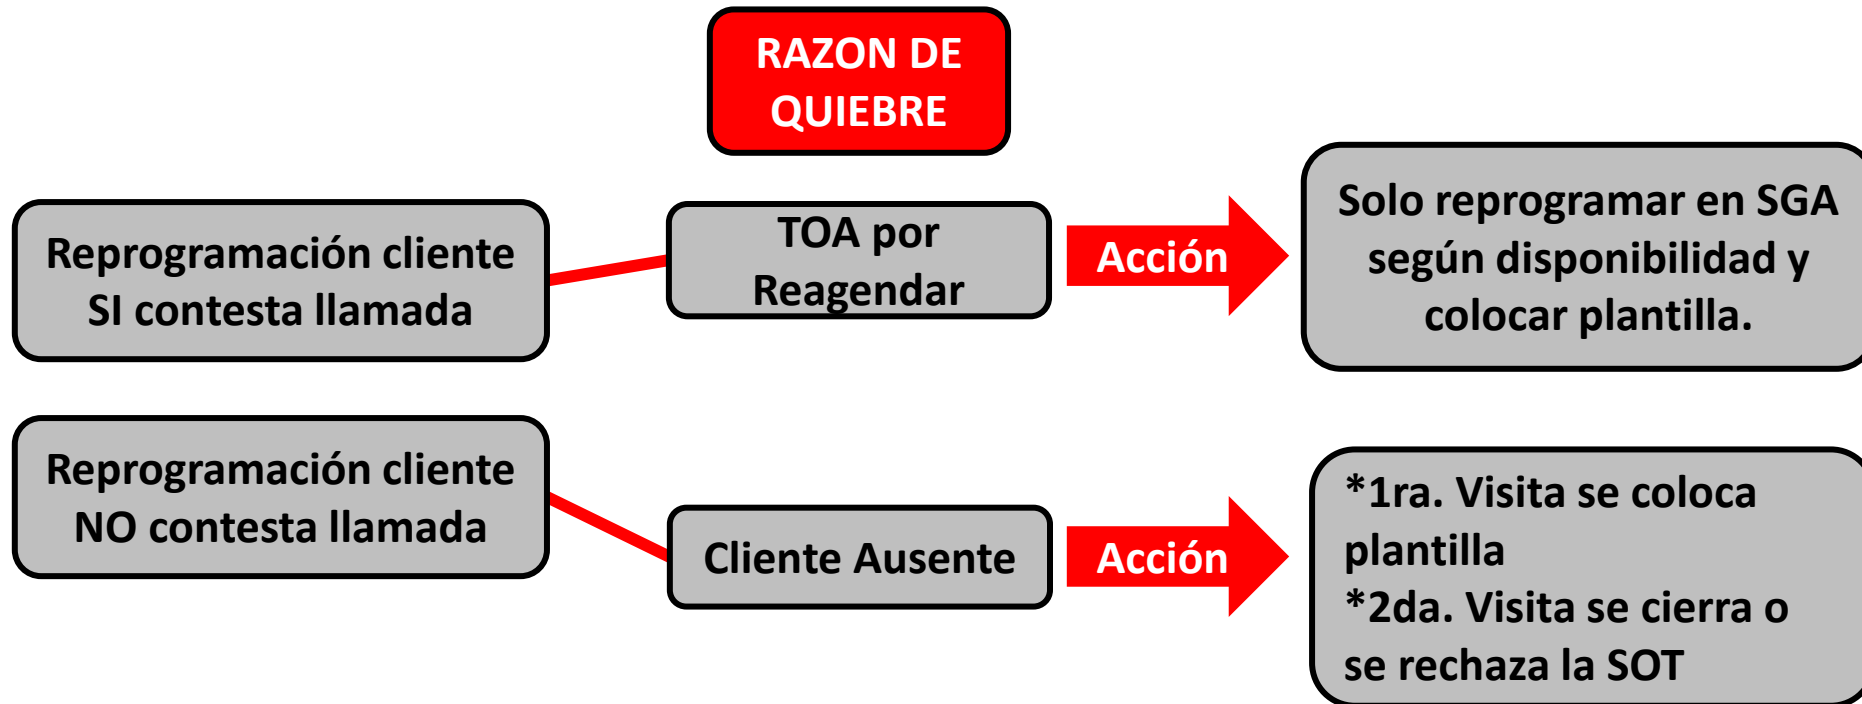 RAZON DE
QUIEBRE
Reprogramación cliente
SI contesta llamada
TOA por
Reagendar
Acción
Solo reprogramar en SGA
según disponibilidad y
colocar plantilla.
Reprogramación cliente
NO contesta llamada
Cliente Ausente
Acción
*1ra. Visita se coloca
plantilla
*2da. Visita se cierra o
se rechaza la SOT